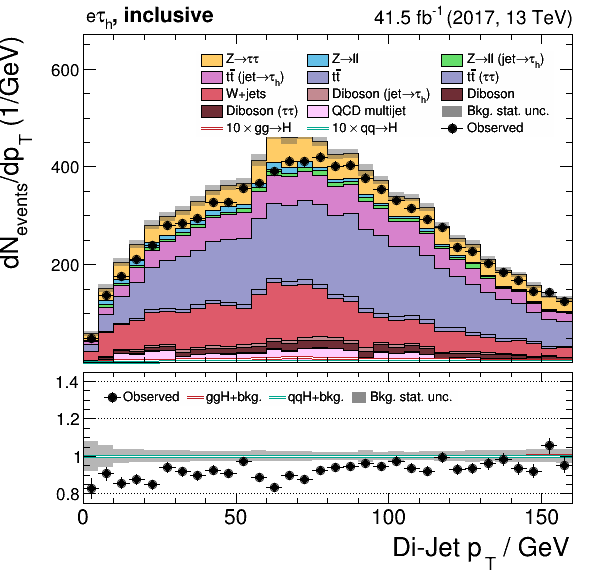 eτh, inclusive 41.5 fb-1 (2017, 13 TeV)
dNevents/dpT (1/GeV)
600
400
200
Z→ττ Z→ll Z→ll (jet→τh)
tt̄ (jet→τh) tt̄ tt̄ (ττ)
W+jets Diboson (jet→τh) Diboson
Diboson (ττ) QCD multijet Bkg. stat. unc.
10 × gg→H 10 × qq→H Observed
1.4
1.2
1
0.8
Observed ggH+bkg. qqH+bkg. Bkg. stat. unc.
0 50 100 150
Di-Jet pT / GeV